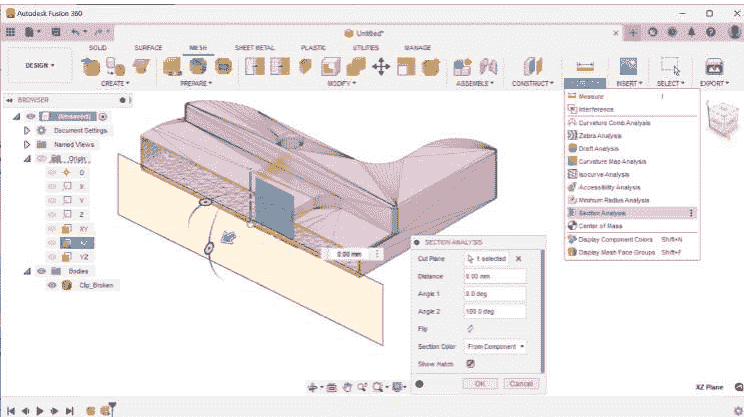 Autodesk Fusion 360
Untitled*
SOLID SURFACE MESH SHEET METAL PLASTIC UTILITIES MANAGE
DESIGN
CREATE PREPARE MODIFY ASSEMBLE CONSTRUCT INSERT SELECT EXPORT
BROWSER
(Unsaved)
Document Settings
Named Views
Origin
O
X
Y
Z
XY
XZ
YZ
Bodies
Clip_Broken
Measure I
Interference
Curvature Comb Analysis
Zebra Analysis
Draft Analysis
Curvature Map Analysis
Isocurve Analysis
Accessibility Analysis
Minimum Radius Analysis
Section Analysis
Center of Mass
Display Component Colors Shift+N
Display Mesh Face Groups Shift+F
0.00 mm
SECTION ANALYSIS
Cut Plane 1 selected
Distance 0.00 mm
Angle 1 0.0 deg
Angle 2 180.0 deg
Flip
Section Color From Component
Show Hatch
OK Cancel
XZ Plane